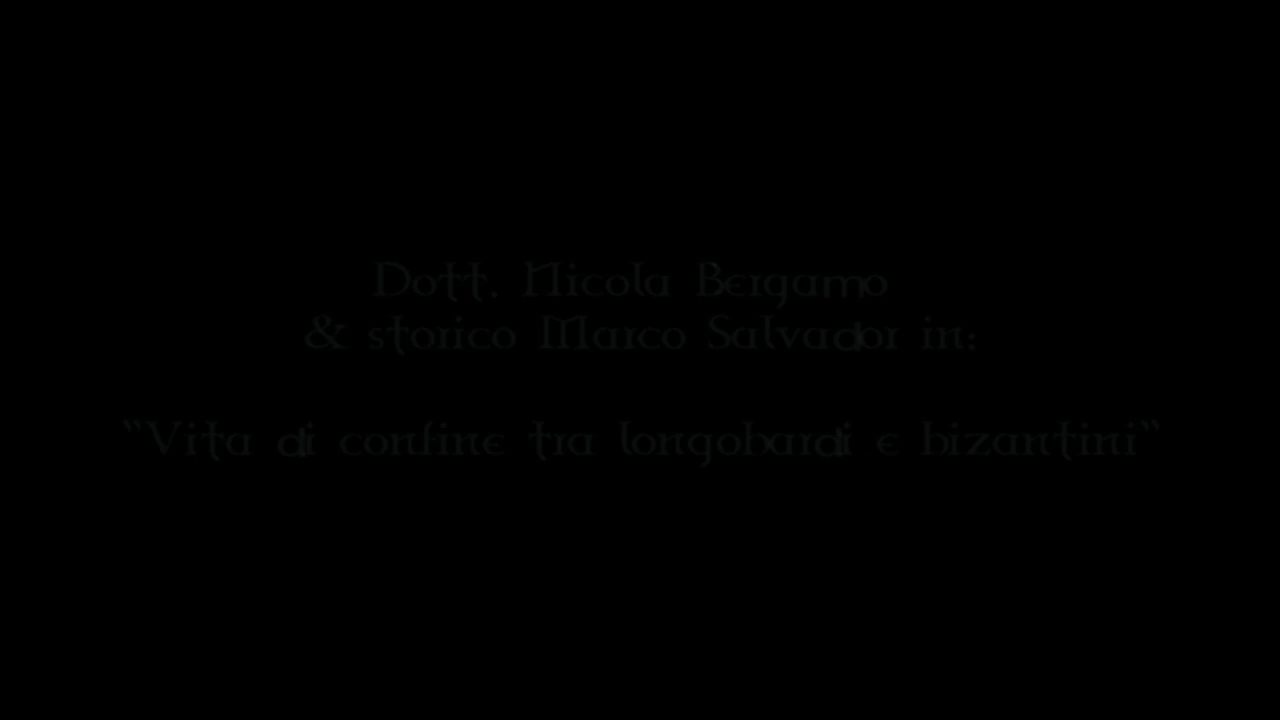 Dott. Nicola Bergamo
& storico Marco Salvador in:
"Vita di confine tra longobardi e bizantini"